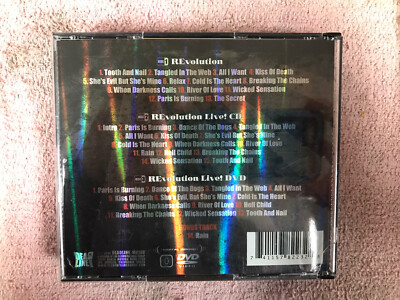 REvolution
1. Tooth And Nail 2. Tangled In The Web 3. All I Want 4. Kiss Of Death
5. She's Evil But She's Mine 6. Relax 7. Cold Is The Heart 8. Breaking The Chains
9. When Darkness Calls 10. River Of Love 11. Wicked Sensation
12. Paris Is Burning 13. The Secret
REvolution Live! CD
1. Intro 2. Paris Is Burning 3. Dance Of The Dogs 4. Tangled In The Web
5. All I Want 6. Kiss Of Death 7. She's Evil But She's Mine
8. Cold Is The Heart 9. When Darkness Calls 10. River Of Love
11. Rain 12. Hell Child 13. Breaking The Chains
14. Wicked Sensation 15. Tooth And Nail
REvolution Live! DVD
1. Paris Is Burning 2. Dance Of The Dogs 3. Tangled In The Web 4. All I Want
5. Kiss Of Death 6. She's Evil, But She's Mine 7. Cold Is The Heart
8. When Darkness Calls 9. River Of Love 10. Hell Child
11. Breaking The Chains 12. Wicked Sensation 13. Tooth And Nail
BONUS TRACK
14. Rain
DEAD
LINE
DVD